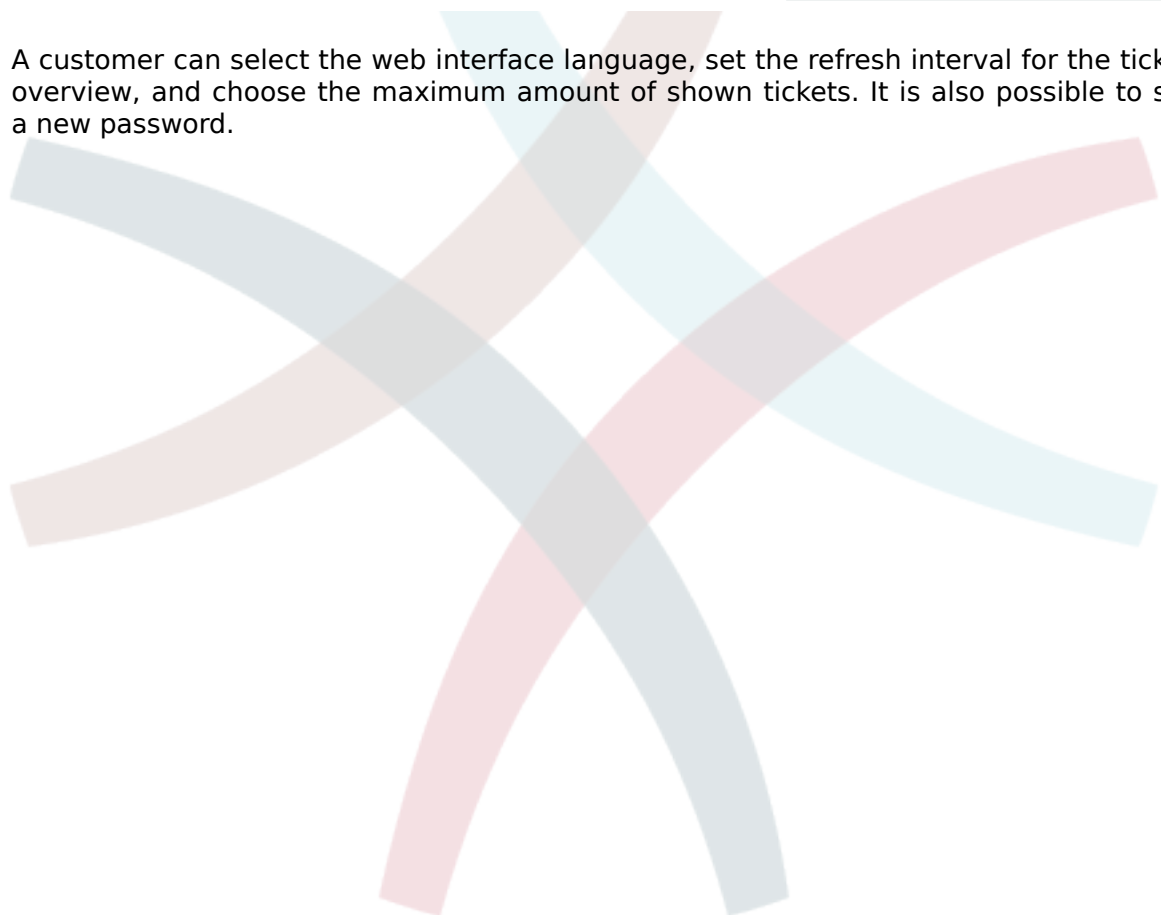 A customer can select the web interface language, set the refresh interval for the
overview, and choose the maximum amount of shown tickets. It is also possible to
a new password.